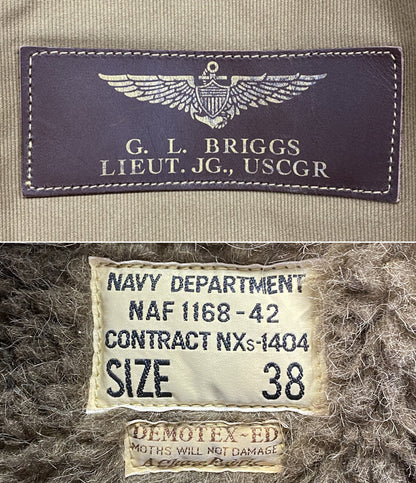 G. L. BRIGGS
LIEUT. JG., USCGR
NAVY DEPARTMENT
NAF 1168-42
CONTRACT NXs-1404
SIZE 38
DEMOTEX-ED
MOTHS WILL NOT DAMAGE